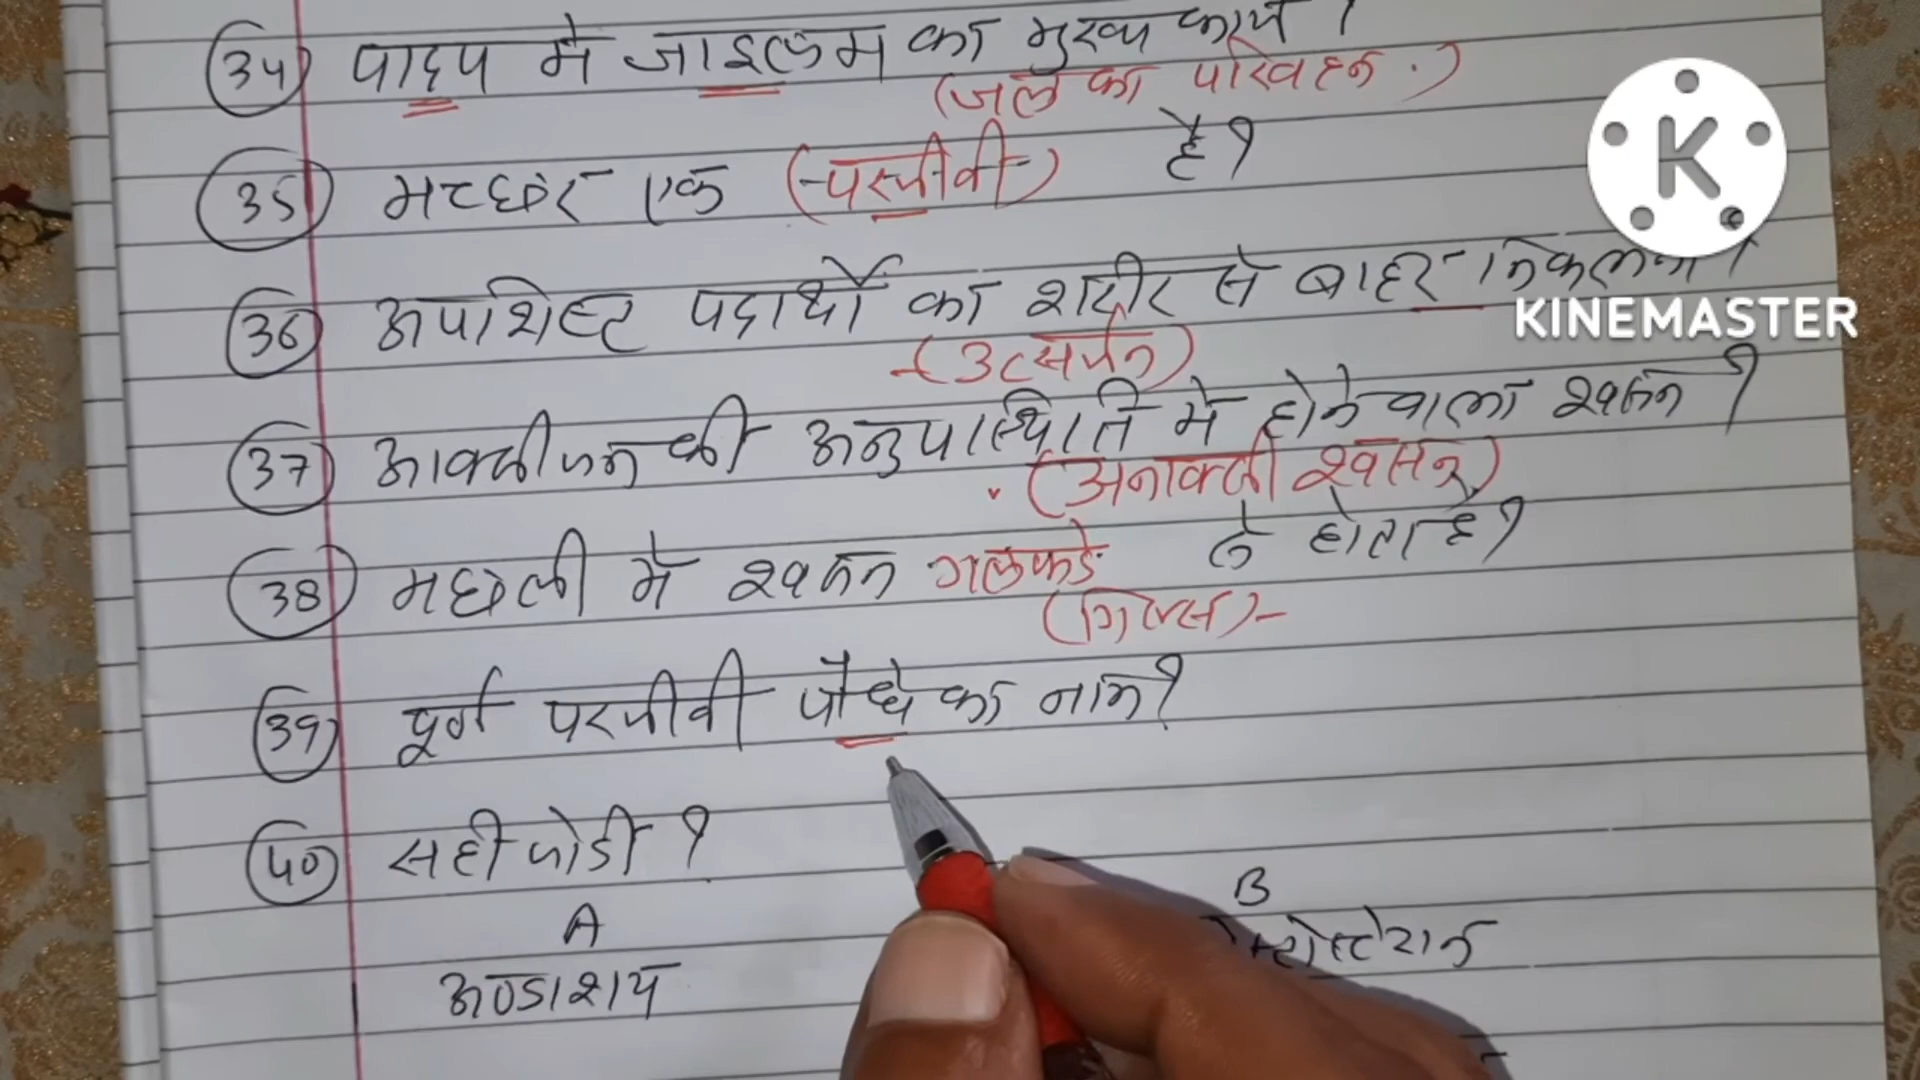 34 पादप मे जाइलम का मुख्य कार्य ?
(जल का परिवहन .)
35 मच्छर एक (-परजीवी-) है?
36 अपशिष्ट पदार्थो का शरीर से बाहर निकलना ?
-(उत्सर्जन)
37 आक्सीजन की अनुपस्थिति मे होने वाला श्वसन ?
(अनाक्सी श्वसन)
38 मछली मे श्वसन गलफडे से होता है?
(गिल्स)-
39 पूर्ण परजीवी पौधे का नाम?
40 सही जोडी ?
A B
अण्डाशय
K
KINEMASTER